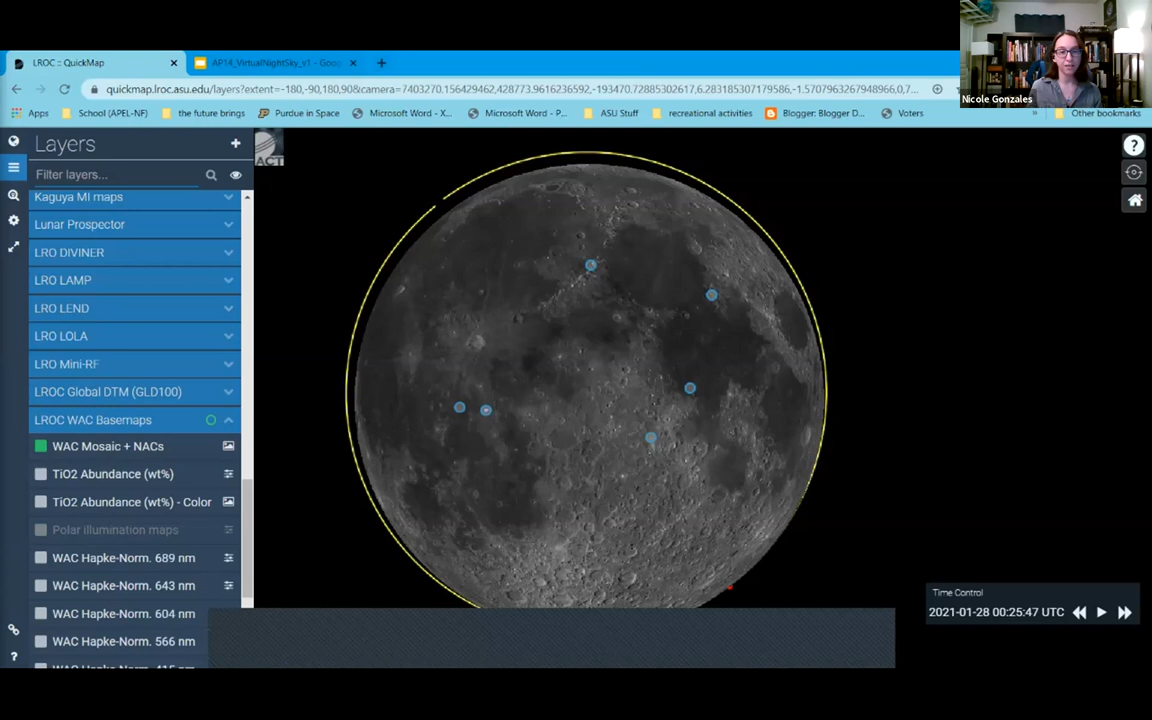 LROC :: QuickMap
AP14_VirtualNightSky_v1 - Goo
quickmap.lroc.asu.edu/layers?extent=-180,-90,180,90&camera=7403270.156429462,428773.9616236592,-193470.72885302617,6.283185307179586,-1.5707963267948966,0,7...
Apps
School (APEL-NF)
the future brings
Purdue in Space
Microsoft Word - X...
Microsoft Word - P...
ASU Stuff
recreational activities
Blogger: Blogger D...
Voters
»
Other bookmarks
Nicole Gonzales
Layers
+
ACT
?
Filter layers...
Kaguya MI maps
Lunar Prospector
LRO DIVINER
LRO LAMP
LRO LEND
LRO LOLA
LRO Mini-RF
LROC Global DTM (GLD100)
LROC WAC Basemaps
WAC Mosaic + NACs
TiO2 Abundance (wt%)
TiO2 Abundance (wt%) - Color
Polar illumination maps
WAC Hapke-Norm. 689 nm
WAC Hapke-Norm. 643 nm
WAC Hapke-Norm. 604 nm
WAC Hapke-Norm. 566 nm
WAC Hapke-Norm. 415 nm
?
Time Control
2021-01-28 00:25:47 UTC